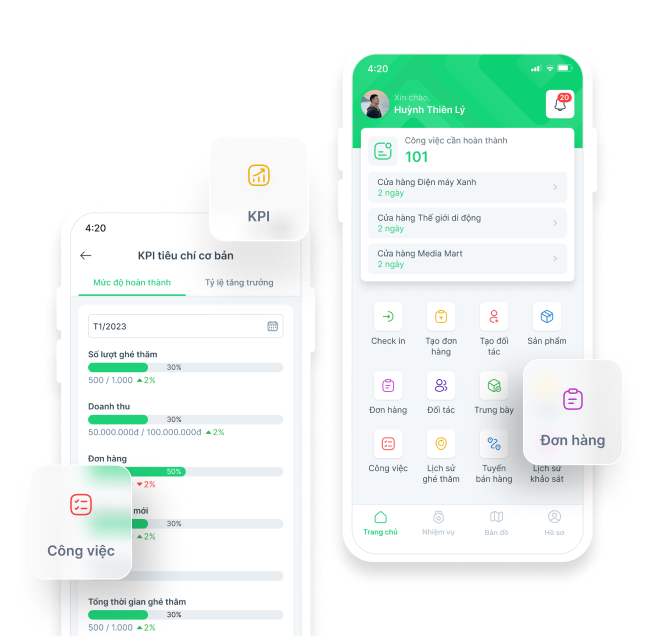 4:20
KPI tiêu chí cơ bản
Mức độ hoàn thành
Tỷ lệ tăng trưởng
T1/2023
Số lượt ghé thăm
30%
500 / 1.000 2%
Doanh thu
30%
50.000.000đ / 100.000.000đ 2%
Đơn hàng
50%
2%
mới
30%
2%
30%
Tổng thời gian ghé thăm
30%
500 / 1.000 2%
KPI
Công việc
4:20
Xin chào,
Huỳnh Thiên Lý
20
Công việc cần hoàn thành
101
Cửa hàng Điện máy Xanh
2 ngày
Cửa hàng Thế giới di động
2 ngày
Cửa hàng Media Mart
2 ngày
Check in
Tạo đơn
hàng
Tạo đối
tác
Sản phẩm
Đơn hàng
Đối tác
Trưng bày
Công việc
Lịch sử
ghé thăm
Tuyến
bán hàng
Lịch sử
khảo sát
Trang chủ
Nhiệm vụ
Bản đồ
Hồ sơ
Đơn hàng